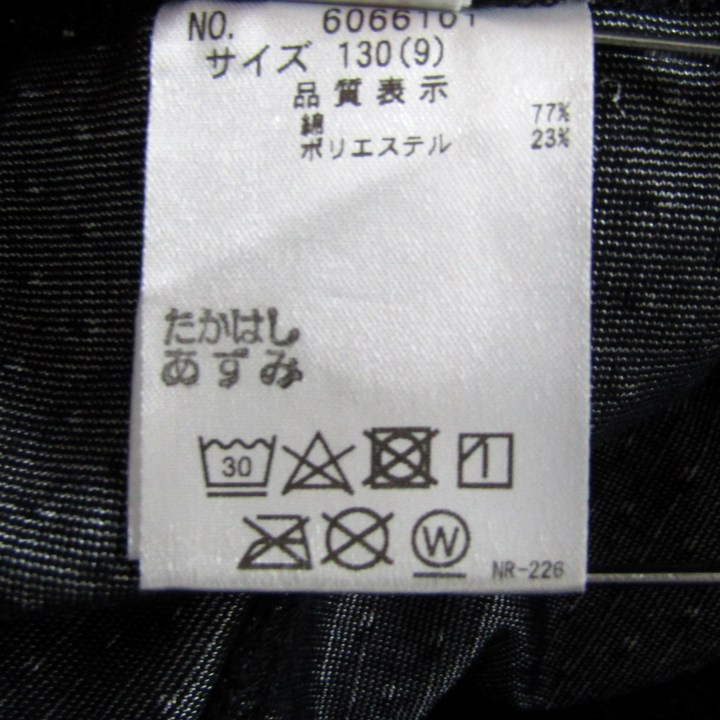 NO. 6066101
サイズ 130(9)
品質表示
綿 77%
ポリエステル 23%
たかはし
あずみ
30
W
NR-226